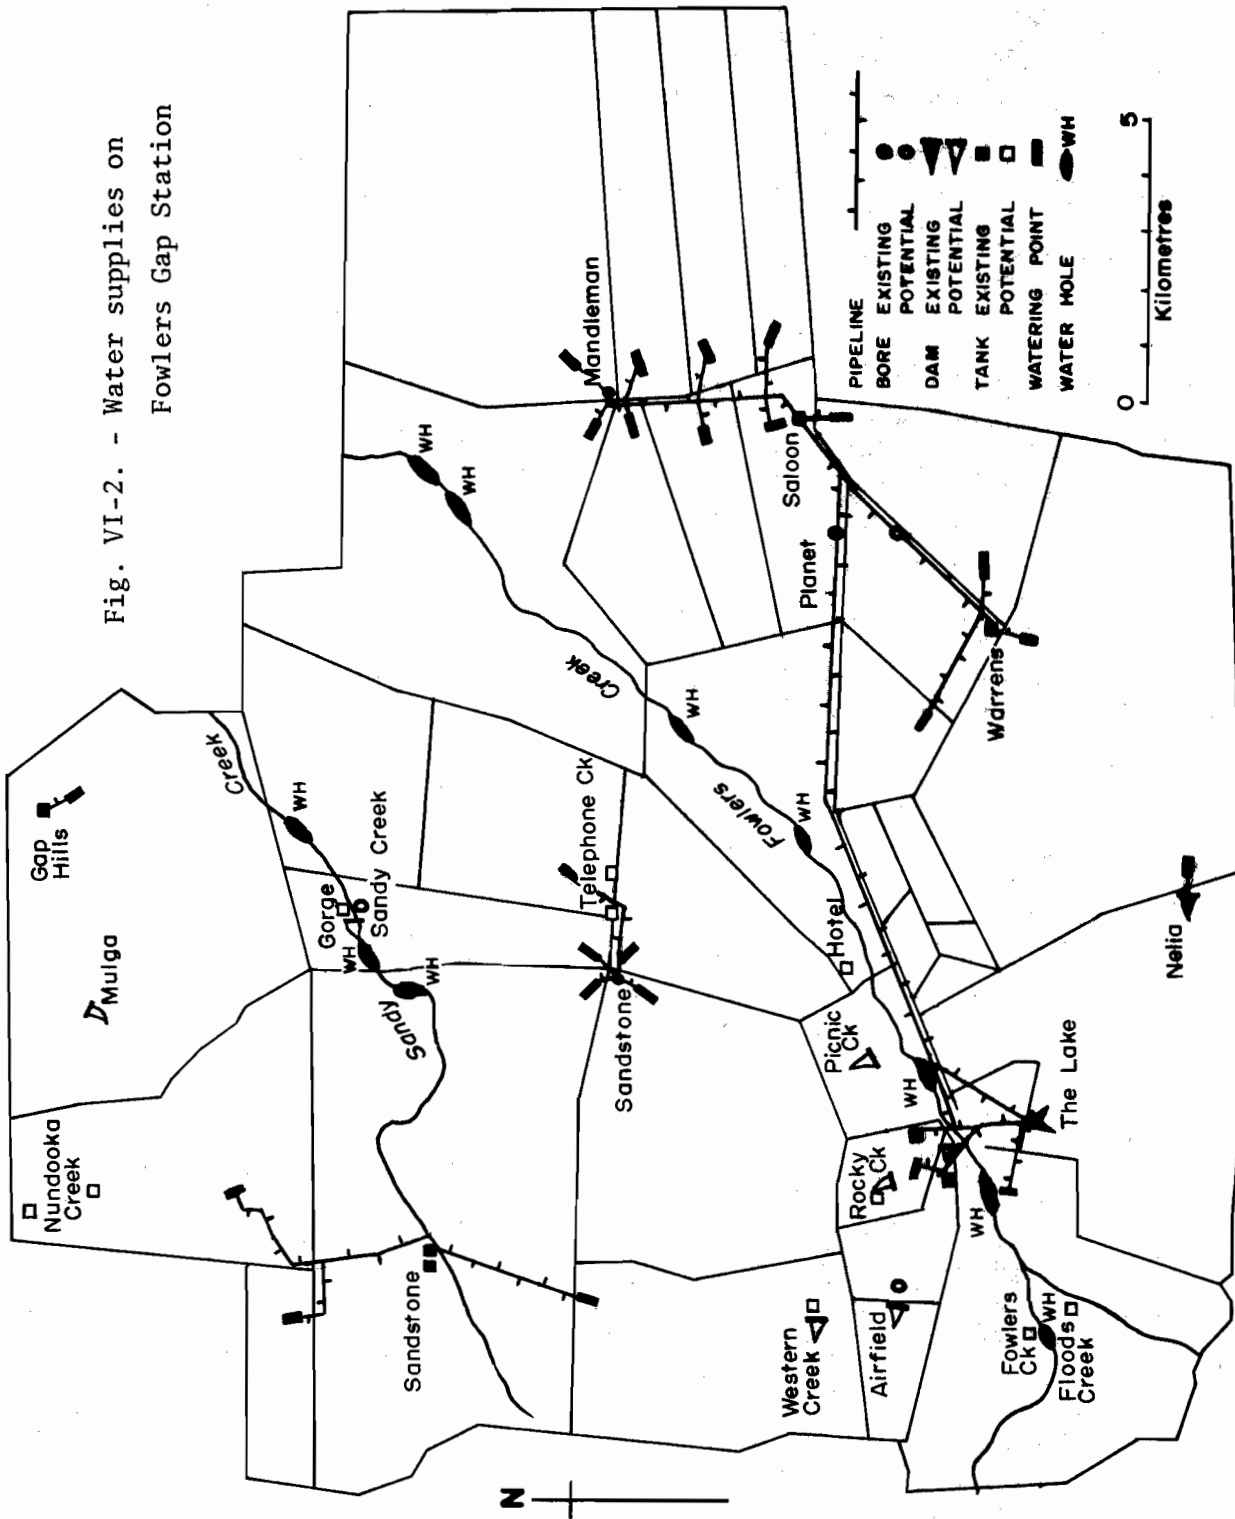 Fig. VI-2. - Water supplies on
Fowlers Gap Station
Gap
Hills
Mulga
Nundooka
Creek
Creek
WH
Gorge
Sandy Creek
WH
WH
Sandy
Sandstone
Telephone Ck
Sandstone
WH
WH
Creek
WH
Fowlers
WH
Mandleman
Saloon
Planet
Warrens
Hotel
Picnic
Ck
WH
Rocky
Ck
WH
The Lake
Nelia
Western
Creek
Airfield
Fowlers
Ck
WH
Floods
Creek
N
PIPELINE
BORE EXISTING
POTENTIAL
DAM EXISTING
POTENTIAL
TANK EXISTING
POTENTIAL
WATERING POINT
WATER HOLE WH
0 5
Kilometres